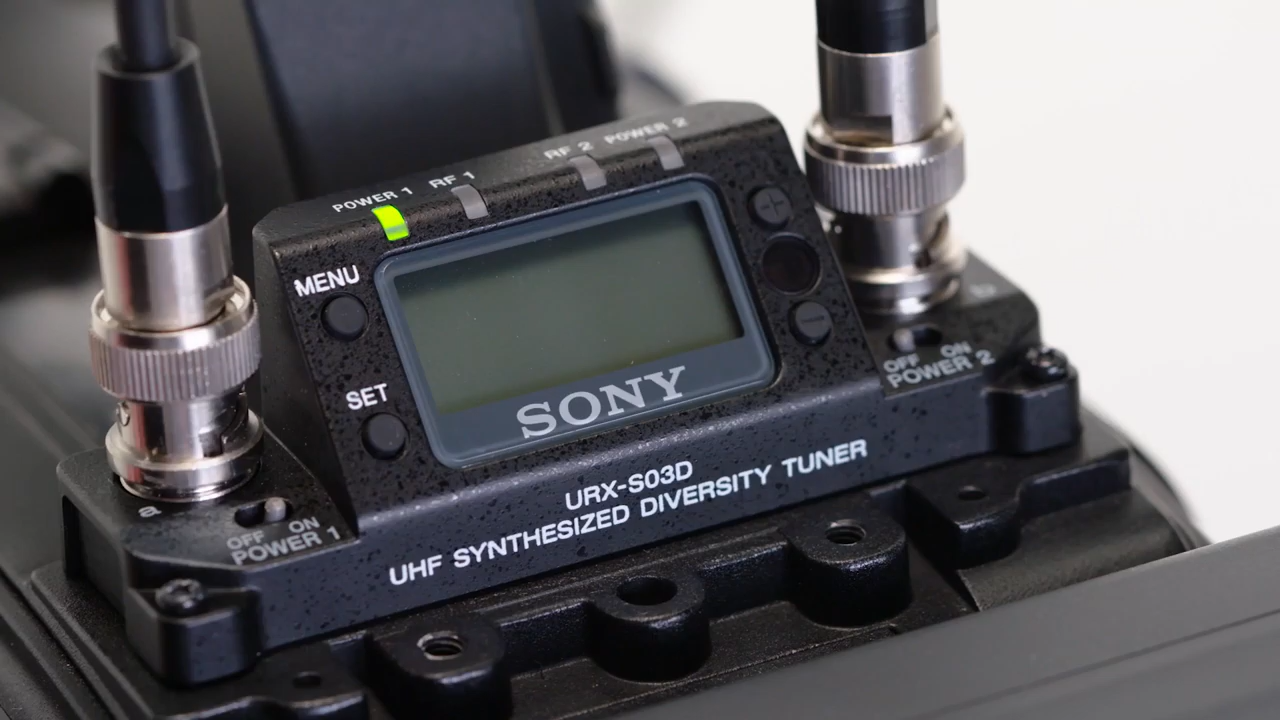 POWER 1 RF 1 RF 2 POWER 2
MENU
SET
SONY
URX-S03D
UHF SYNTHESIZED DIVERSITY TUNER
a
OFF ON
POWER 1
b
OFF ON
POWER 2